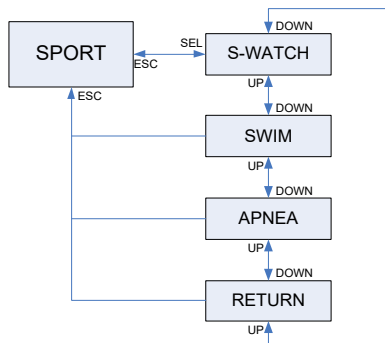 DOWN
SEL
SPORT
S-WATCH
ESC
UP
ESC
DOWN
SWIM
UP
DOWN
APNEA
UP
DOWN
RETURN
UP